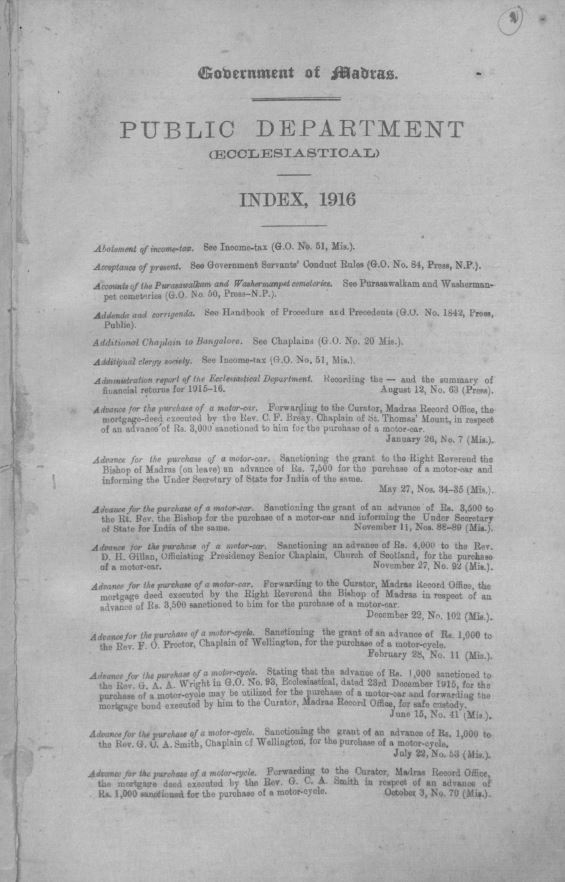 Government of Madras.
PUBLIC DEPARTMENT
(ECCLESIASTICAL)
INDEX, 1916
Abatement of income-tax. See Income-tax (G.O. No. 51, Mis.).
Acceptance of present. See Government Servants' Conduct Rules (G.O. No. 84, Press, N.P.).
Accounts of the Purasawalkam and Washermanpet cemeteries. See Purasawalkam and Washerman-
pet cemeteries (G.O. No. 50, Press—N.P.).
Addenda and corrigenda. See Handbook of Procedure and Precedents (G.O. No. 1842, Press,
Public).
Additional Chaplain to Bangalore. See Chaplains (G.O. No. 20 Mis.).
Additional clergy society. See Income-tax (G.O. No. 51, Mis.).
Administration report of the Ecclesiastical Department. Recording the — and the summary of
financial returns for 1915-16. August 12, No. 63 (Press).
Advance for the purchase of a motor-car. Forwarding to the Curator, Madras Record Office, the
mortgage-deed executed by the Rev. C. F. Breay, Chaplain of St. Thomas' Mount, in respect
of an advance of Rs. 3,000 sanctioned to him for the purchase of a motor-car.
January 26, No. 7 (Mis.).
Advance for the purchase of a motor-car. Sanctioning the grant to the Right Reverend the
Bishop of Madras (on leave) an advance of Rs. 7,500 for the purchase of a motor-car and
informing the Under Secretary of State for India of the same.
May 27, Nos. 34-35 (Mis.).
Advance for the purchase of a motor-car. Sanctioning the grant of an advance of Rs. 3,500 to
the Rt. Rev. the Bishop for the purchase of a motor-car and informing the Under Secretary
of State for India of the same. November 11, Nos. 88-89 (Mis.).
Advance for the purchase of a motor-car. Sanctioning an advance of Rs. 4,000 to the Rev.
D. H. Gillan, Officiating Presidency Senior Chaplain, Church of Scotland, for the purchase
of a motor-car. November 27, No. 92 (Mis.).
Advance for the purchase of a motor-car. Forwarding to the Curator, Madras Record Office, the
mortgage deed executed by the Right Reverend the Bishop of Madras in respect of an
advance of Rs. 3,500 sanctioned to him for the purchase of a motor-car.
December 22, No. 102 (Mis.).
Advance for the purchase of a motor-cycle. Sanctioning the grant of an advance of Rs. 1,000 to
the Rev. F. O. Proctor, Chaplain of Wellington, for the purchase of a motor-cycle.
February 28, No. 11 (Mis.).
Advance for the purchase of a motor-cycle. Stating that the advance of Rs. 1,000 sanctioned to
the Rev. G. A. A. Wright in G.O. No. 93, Ecclesiastical, dated 23rd December 1915, for the
purchase of a motor-cycle may be utilized for the purchase of a motor-car and forwarding the
mortgage bond executed by him to the Curator, Madras Record Office, for safe custody.
June 15, No. 41 (Mis.).
Advance for the purchase of a motor-cycle. Sanctioning the grant of an advance of Rs. 1,000 to
the Rev. G. C. A. Smith, Chaplain of Wellington, for the purchase of a motor-cycle.
July 22, No. 53 (Mis.).
Advance for the purchase of a motor-cycle. Forwarding to the Curator, Madras Record Office,
the mortgage deed executed by the Rev. G. C. A. Smith in respect of an advance of
Rs. 1,000 sanctioned for the purchase of a motor-cycle. October 3, No. 70 (Mis.).